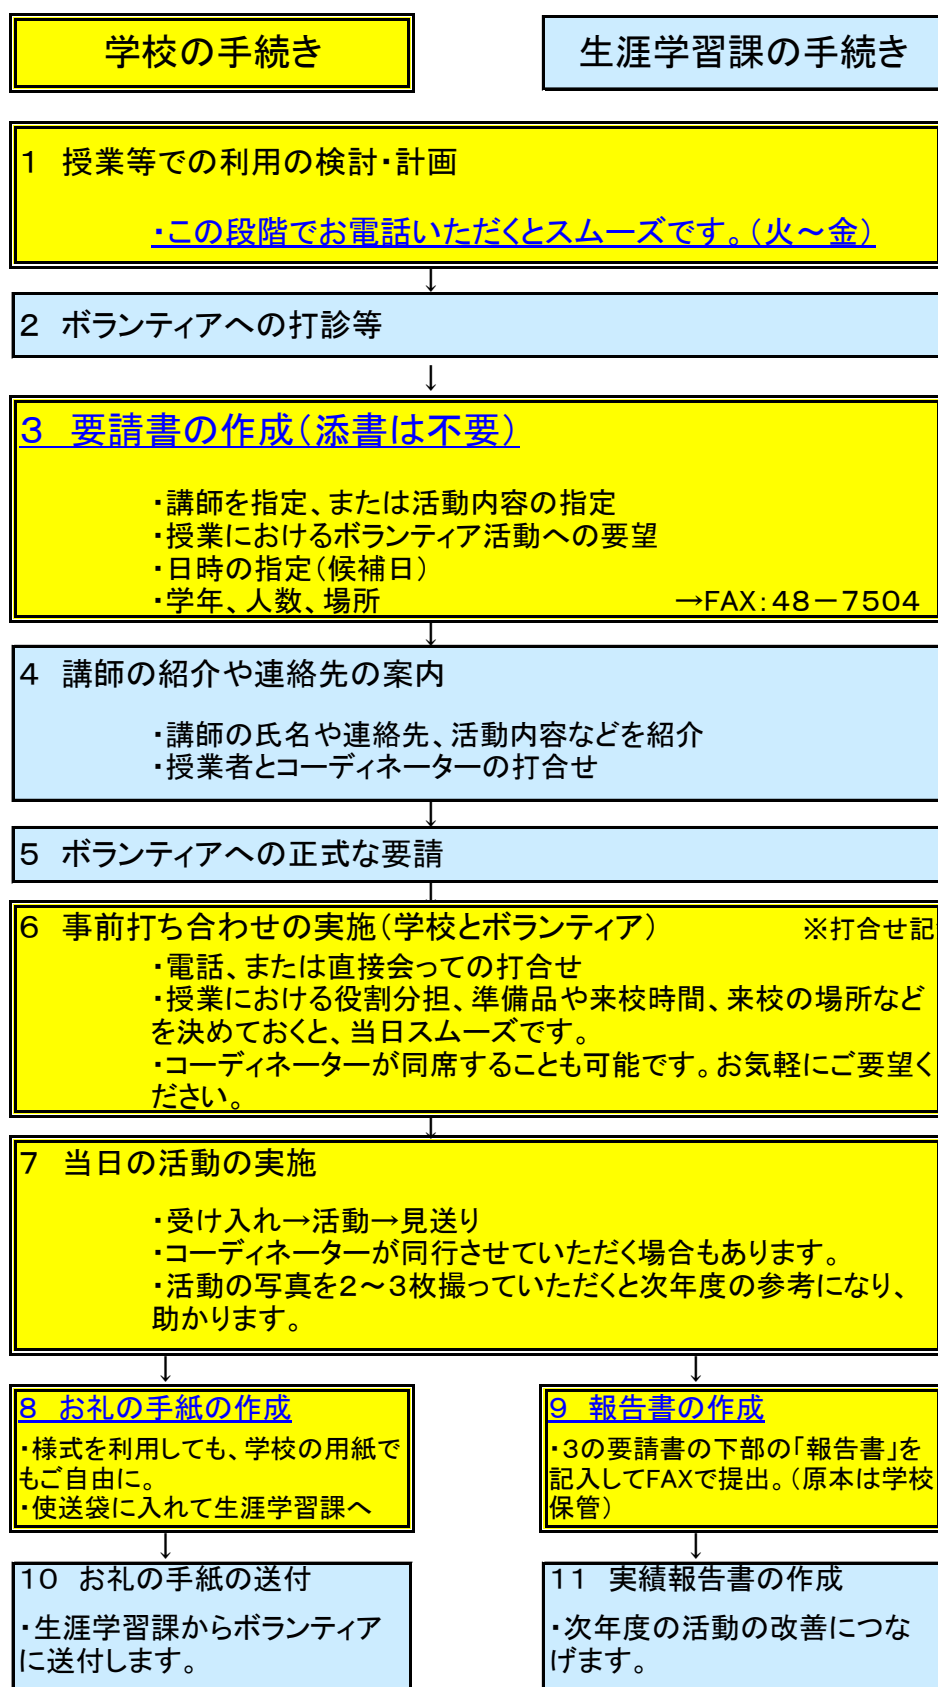 学校の手続き
生涯学習課の手続き
1　授業等での利用の検討・計画
・この段階でお電話いただくとスムーズです。（火～金）
↓
2　ボランティアへの打診等
↓
3　要請書の作成（添書は不要）
・講師を指定、または活動内容の指定
・授業におけるボランティア活動への要望
・日時の指定（候補日）
・学年、人数、場所　→FAX：48－7504
↓
4　講師の紹介や連絡先の案内
・講師の氏名や連絡先、活動内容などを紹介
・授業者とコーディネーターの打合せ
↓
5　ボランティアへの正式な要請
6　事前打ち合わせの実施（学校とボランティア）　※打合せ記
・電話、または直接会っての打合せ
・授業における役割分担、準備品や来校時間、来校の場所など
を決めておくと、当日スムーズです。
・コーディネーターが同席することも可能です。お気軽にご要望く
ださい。
↓
7　当日の活動の実施
・受け入れ→活動→見送り
・コーディネーターが同行させていただく場合もあります。
・活動の写真を2～3枚撮っていただくと次年度の参考になり、
助かります。
↓　↓
8　お礼の手紙の作成
・様式を利用しても、学校の用紙で
もご自由に。
・使送袋に入れて生涯学習課へ
9　報告書の作成
・3の要請書の下部の「報告書」を
記入してFAXで提出。（原本は学校
保管）
↓　↓
10　お礼の手紙の送付
・生涯学習課からボランティア
に送付します。
11　実績報告書の作成
・次年度の活動の改善につな
げます。